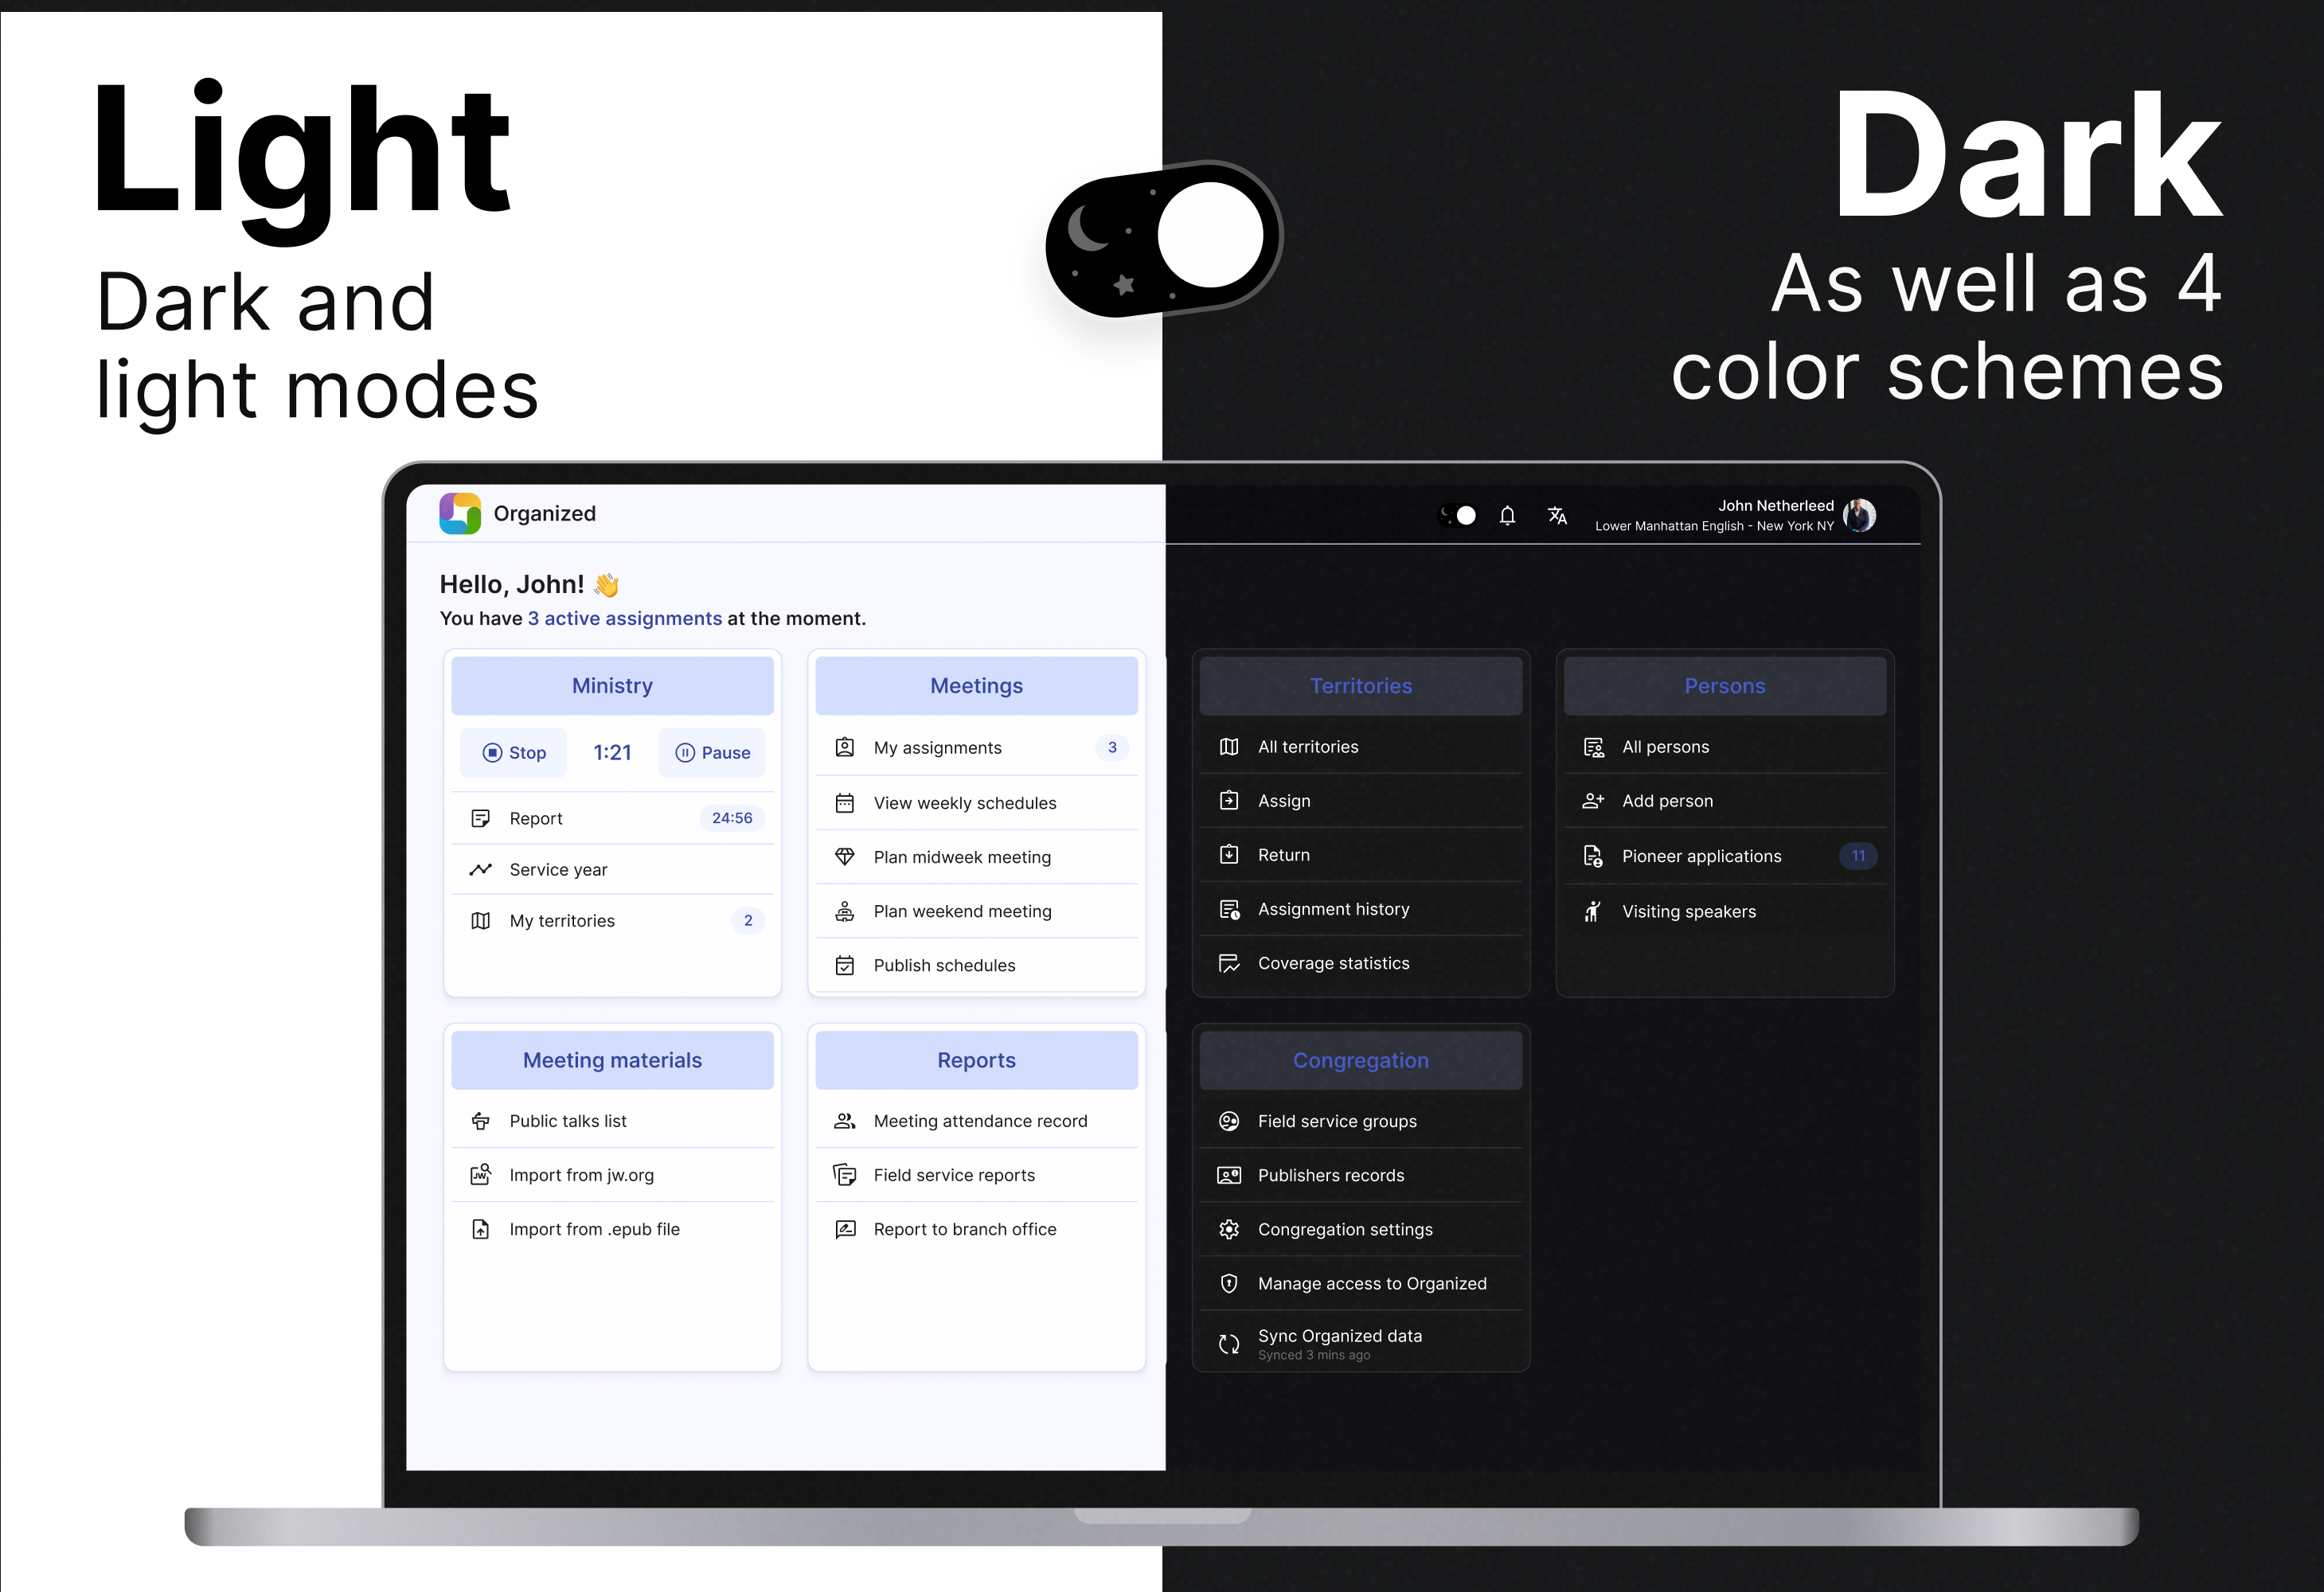 Light
Dark and
light modes
Dark
As well as 4
color schemes
Organized
John Netherleed
Lower Manhattan English - New York NY
Hello, John! 👋
You have 3 active assignments at the moment.
Ministry
Stop
1:21
Pause
Report
24:56
Service year
My territories
2
Meetings
My assignments
3
View weekly schedules
Plan midweek meeting
Plan weekend meeting
Publish schedules
Territories
All territories
Assign
Return
Assignment history
Coverage statistics
Persons
All persons
Add person
Pioneer applications
11
Visiting speakers
Meeting materials
Public talks list
JW
Import from jw.org
Import from .epub file
Reports
Meeting attendance record
Field service reports
Report to branch office
Congregation
Field service groups
Publishers records
Congregation settings
Manage access to Organized
Sync Organized data
Synced 3 mins ago